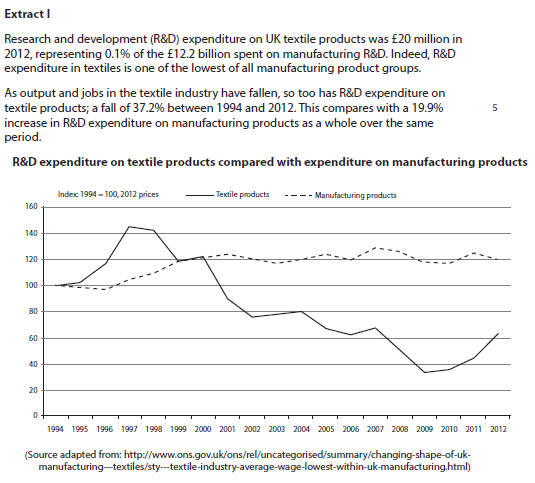 Extract I
Research and development (R&D) expenditure on UK textile products was £20 million in
2012, representing 0.1% of the £12.2 billion spent on manufacturing R&D. Indeed, R&D
expenditure in textiles is one of the lowest of all manufacturing product groups.
As output and jobs in the textile industry have fallen, so too has R&D expenditure on
textile products; a fall of 37.2% between 1994 and 2012. This compares with a 19.9% 5
increase in R&D expenditure on manufacturing products as a whole over the same
period.
R&D expenditure on textile products compared with expenditure on manufacturing products
Index: 1994 = 100, 2012 prices Textile products Manufacturing products
160
140
120
100
80
60
40
20
0
1994 1995 1996 1997 1998 1999 2000 2001 2002 2003 2004 2005 2006 2007 2008 2009 2010 2011 2012
(Source adapted from: http://www.ons.gov.uk/ons/rel/uncategorised/summary/changing-shape-of-uk-
manufacturing---textiles/sty---textile-industry-average-wage-lowest-within-uk-manufacturing.html)